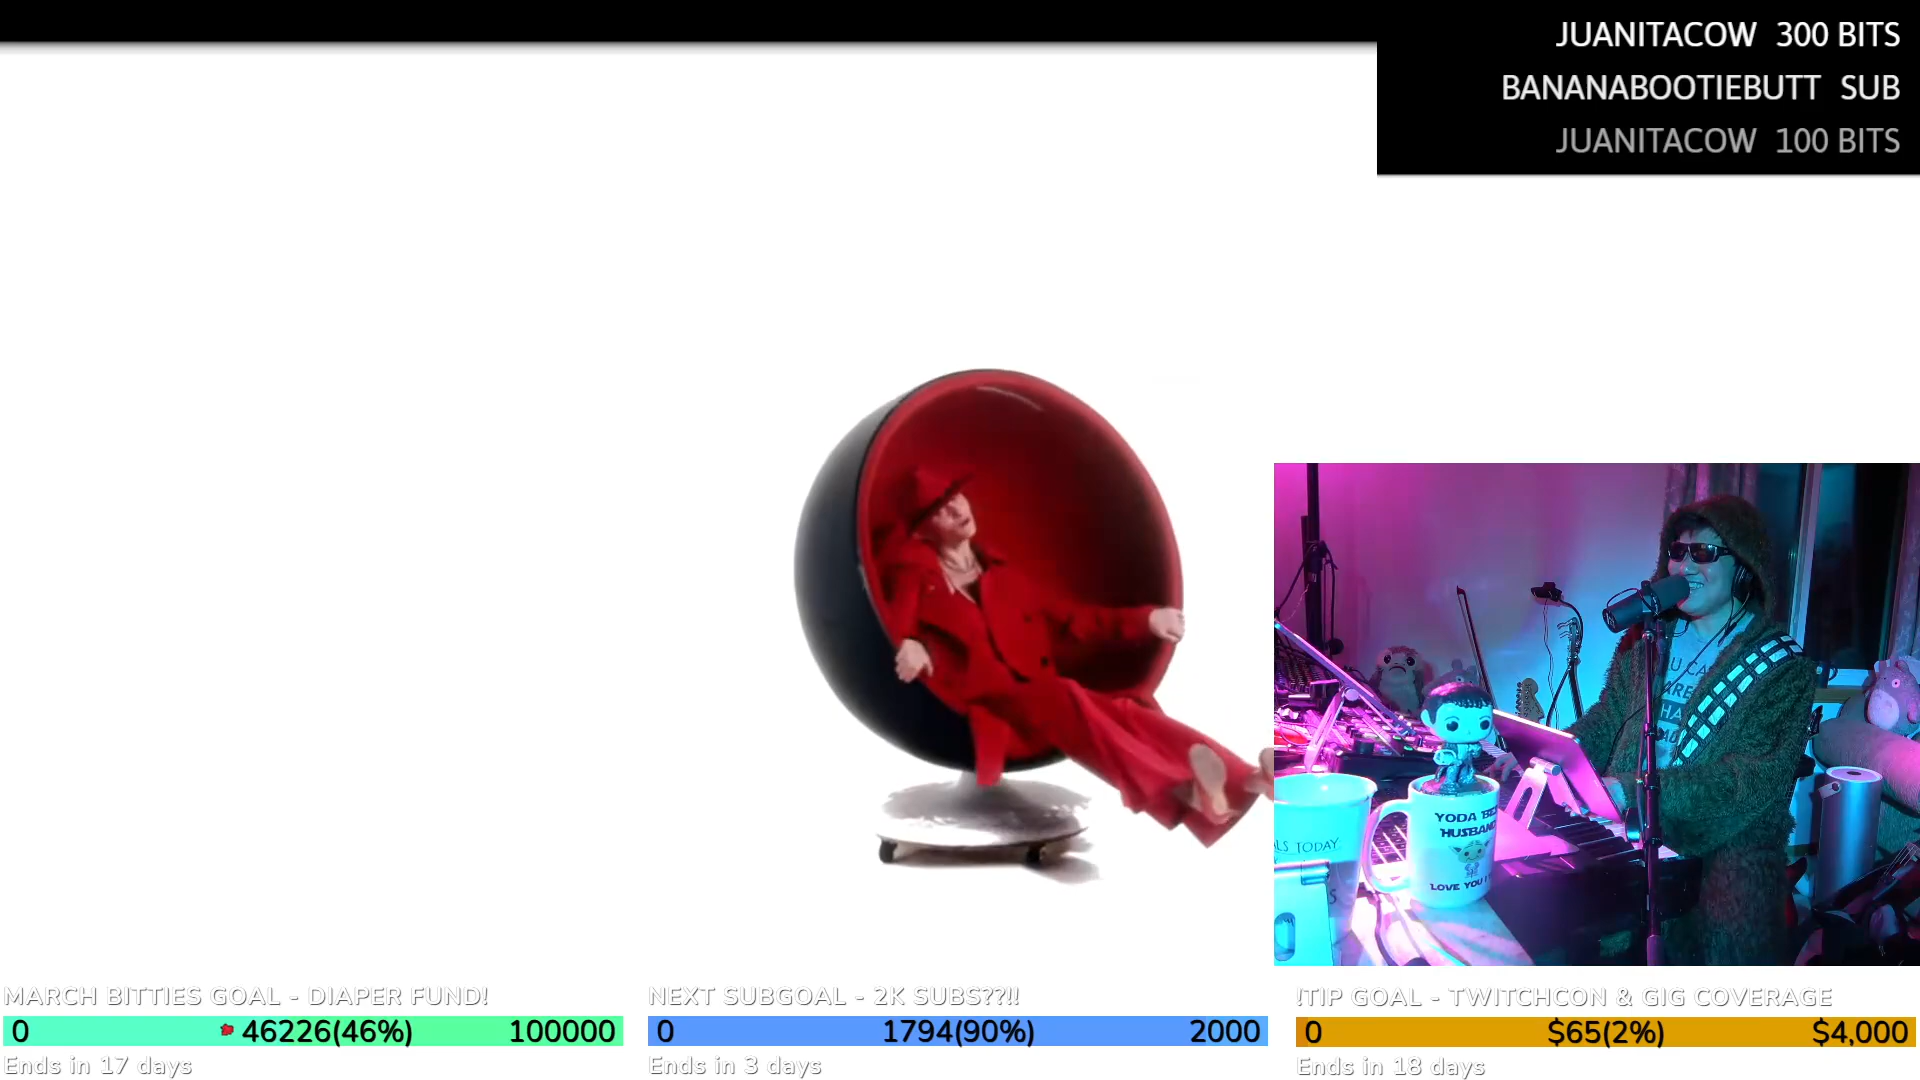 JUANITACOW 300 BITS
BANANABOOTIEBUTT SUB
JUANITACOW 100 BITS
YODA
HUSBAND
LOVE YOU
LS TODAY
MARCH BITTIES GOAL - DIAPER FUND!
0 46226(46%) 100000
Ends in 17 days
NEXT SUBGOAL - 2K SUBS??!!
0 1794(90%) 2000
Ends in 3 days
!TIP GOAL - TWITCHCON & GIG COVERAGE
0 $65(2%) $4,000
Ends in 18 days